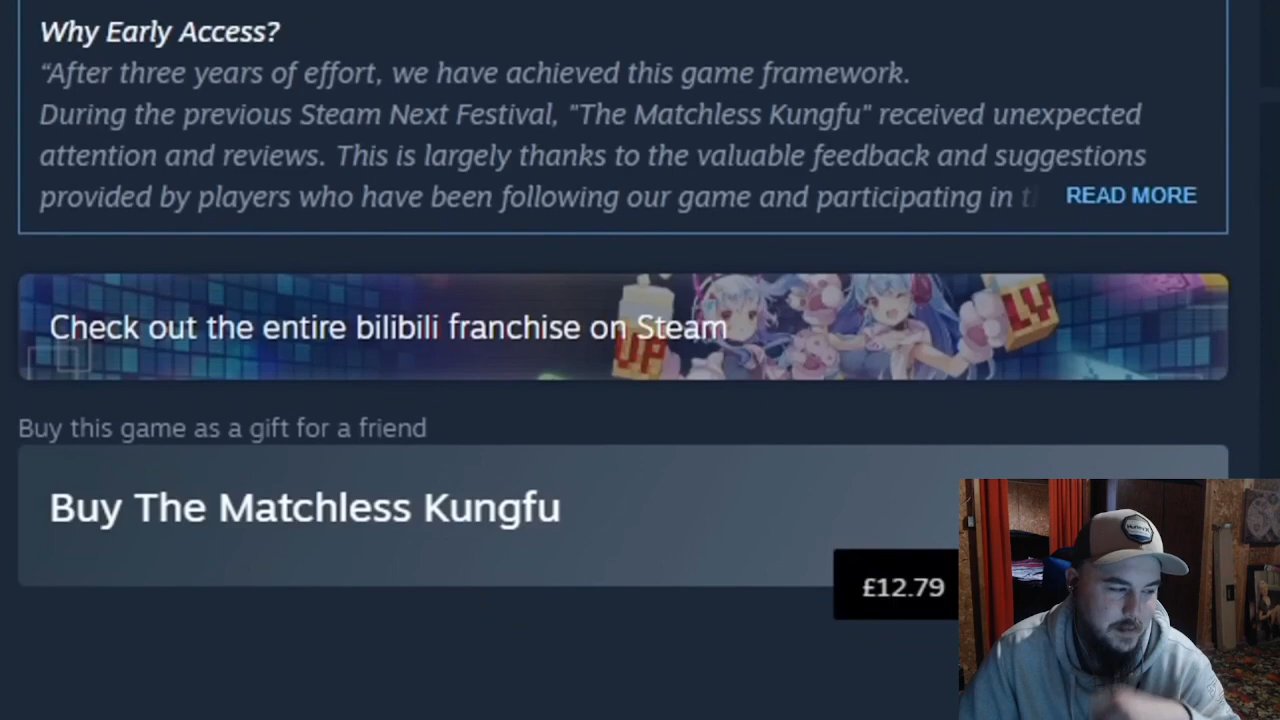 Why Early Access?
“After three years of effort, we have achieved this game framework.
During the previous Steam Next Festival, "The Matchless Kungfu" received unexpected
attention and reviews. This is largely thanks to the valuable feedback and suggestions
provided by players who have been following our game and participating in READ MORE
Check out the entire bilibili franchise on Steam
UP
LY
Buy this game as a gift for a friend
Buy The Matchless Kungfu
£12.79